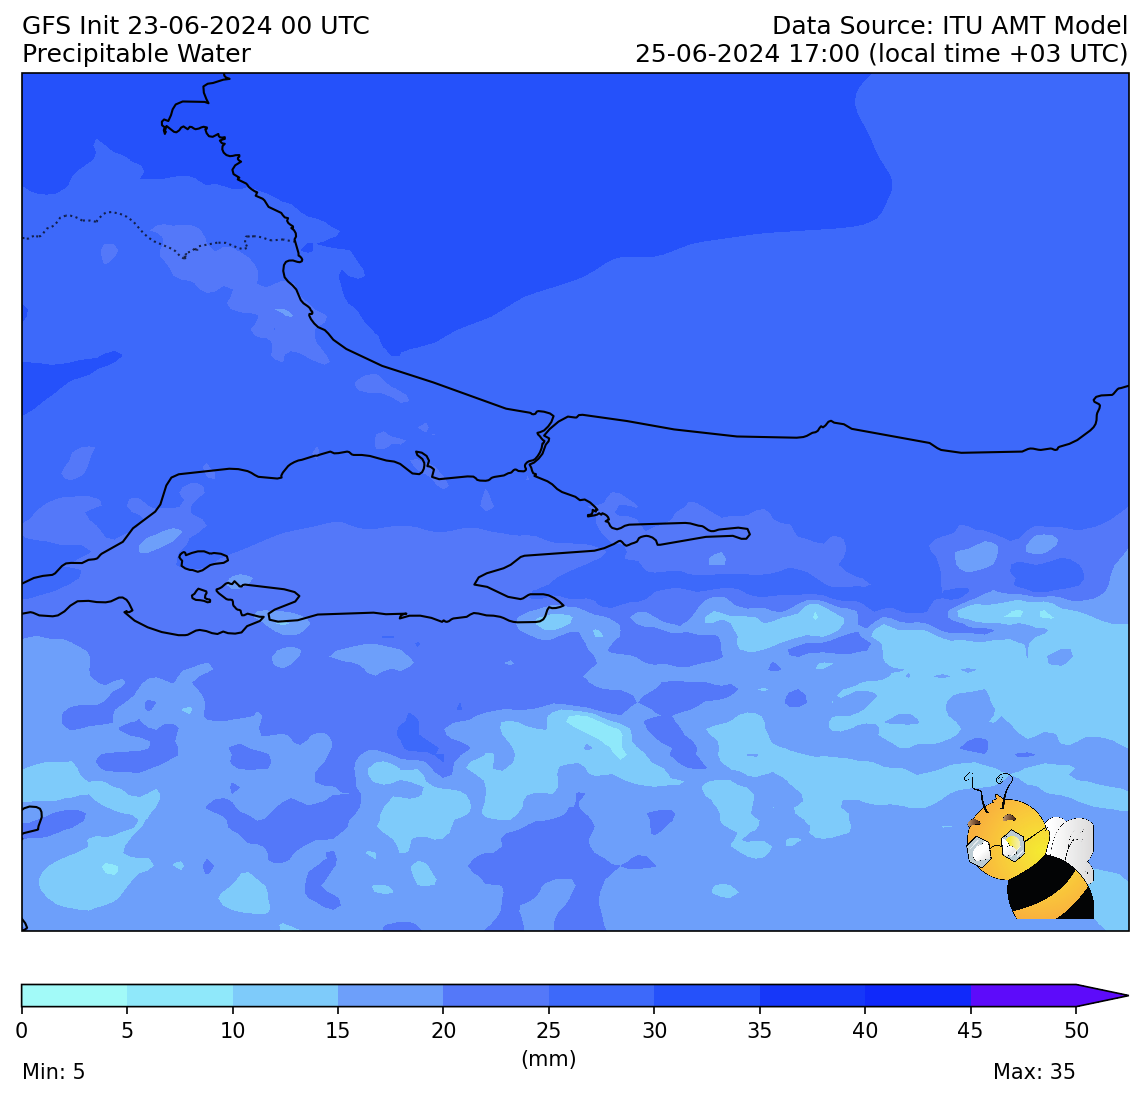 GFS Init 23-06-2024 00 UTC
Data Source: ITU AMT Model
Precipitable Water
25-06-2024 17:00 (local time +03 UTC)
0 5 10 15 20 25 30 35 40 45 50
(mm)
Min: 5
Max: 35